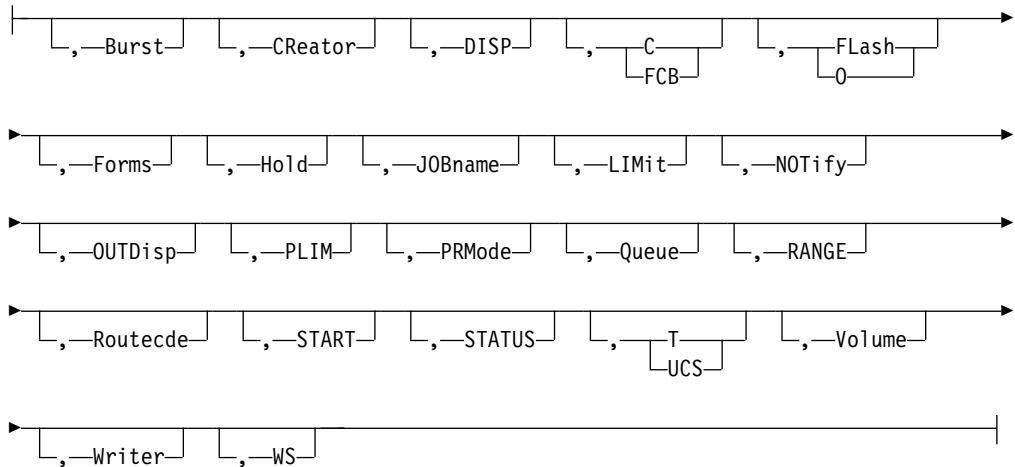 ,—Burst ,—CReator ,—DISP ,—C ,—FLash
FCB O
,—Forms ,—Hold ,—JOBname ,—LIMit ,—NOTify
,—OUTDisp ,—PLIM ,—PRMode ,—Queue ,—RANGE
,—Routecde ,—START ,—STATUS ,—T ,—Volume
UCS
,—Writer ,—WS